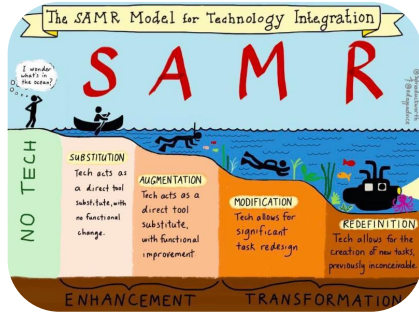 The SAMR Model for Technology Integration
I wonder
what's in
the ocean?
S A M R
NO TECH
SUBSTITUTION
Tech acts as
a direct tool
substitute, with
no functional
change.
AUGMENTATION
Tech acts as
a direct tool
substitute,
with functional
improvement
MODIFICATION
Tech allows for
significant
task redesign
REDEFINITION
Tech allows for the
creation of new tasks,
previously inconceivable.
ENHANCEMENT
TRANSFORMATION